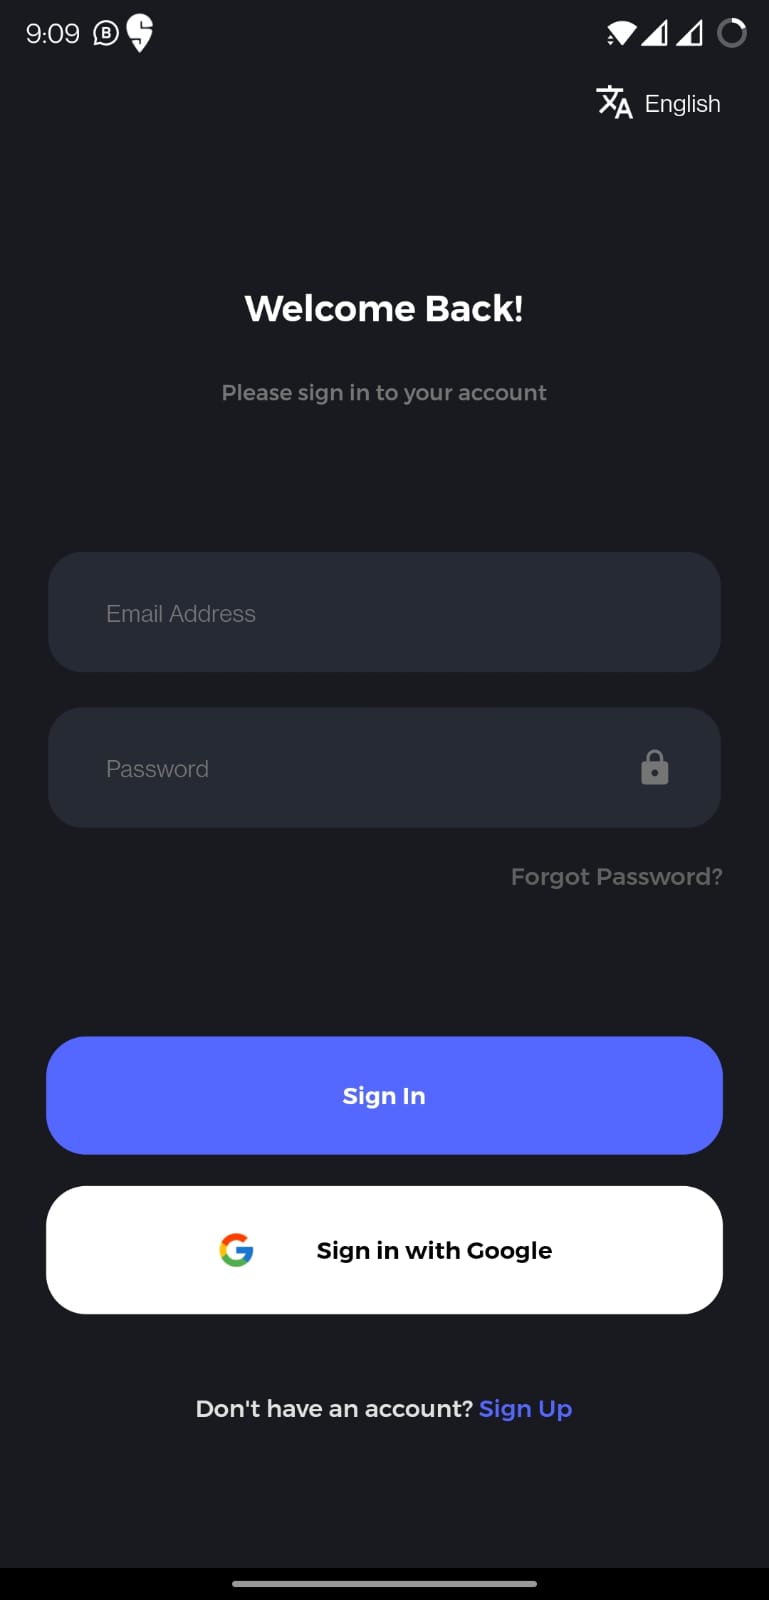 9:09
English
Welcome Back!
Please sign in to your account
Email Address
Password
Forgot Password?
Sign In
Sign in with Google
Don't have an account? Sign Up